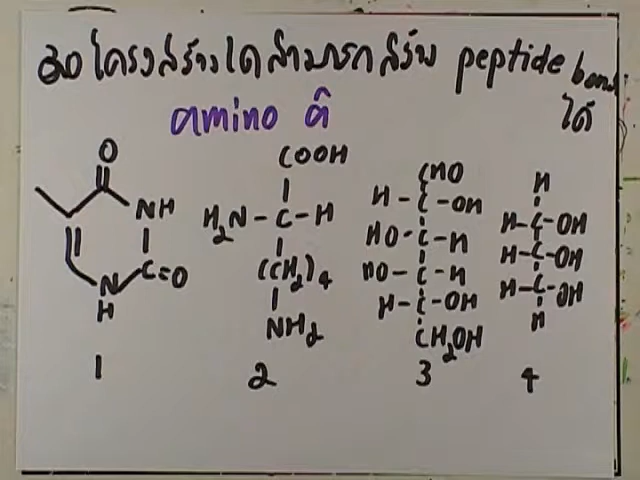 โครงสร้างใดสามารถสร้าง peptide bond
ได้
amino ดิ
O
NH
C=O
N
H
1
COOH
H₂N-C-H
(CH₂)₄
NH₂
2
CHO
H-C-OH
HO-C-H
HO-C-H
H-C-OH
CH₂OH
3
H
H-C-OH
H-C-OH
H-C-OH
H
4